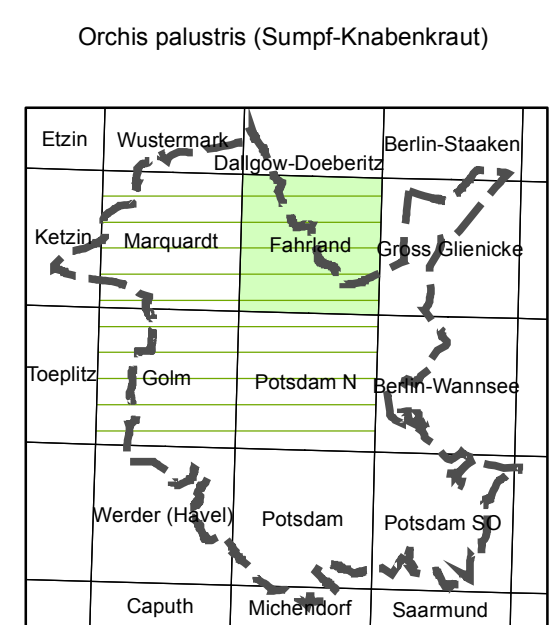 Orchis palustris (Sumpf-Knabenkraut)
Etzin
Wustermark
Dallgow-Doeberitz
Berlin-Staaken
Ketzin
Marquardt
Fahrland
Gross Glienicke
Toeplitz
Golm
Potsdam N
Berlin-Wannsee
Werder (Havel)
Potsdam
Potsdam SO
Caputh
Michendorf
Saarmund